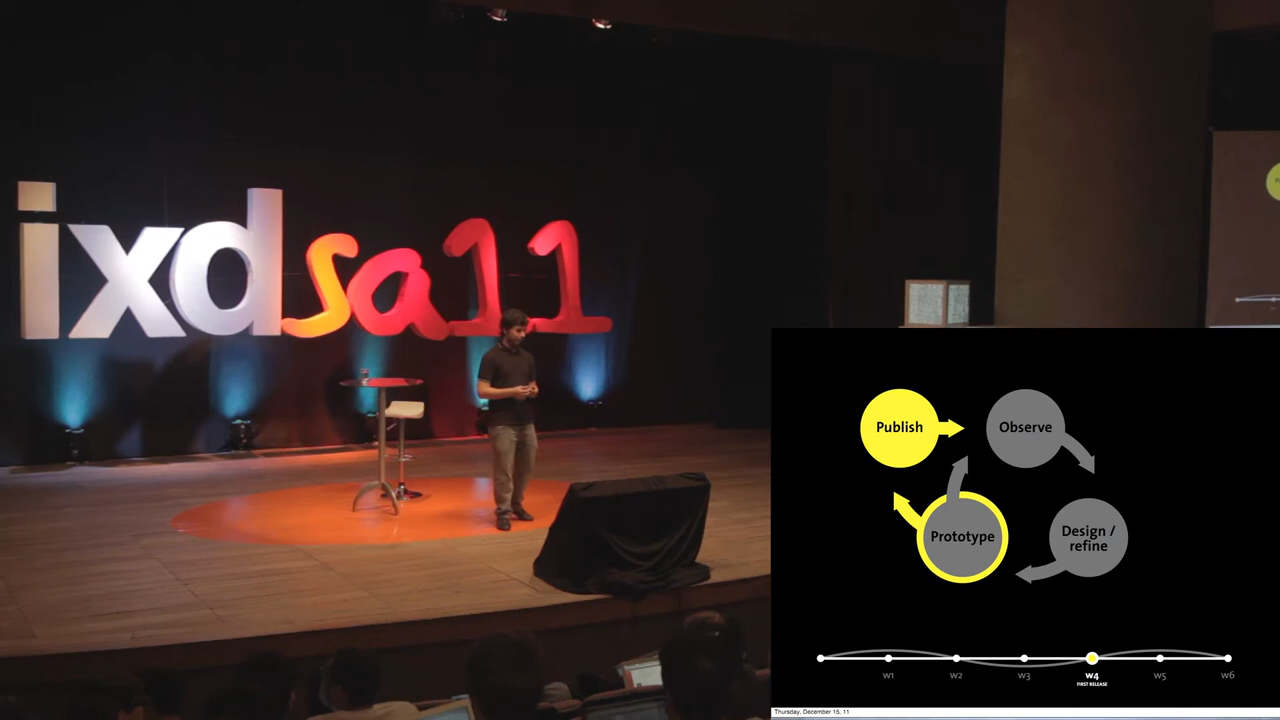 ixdsa11
Publish
Observe
Prototype
Design /
refine
w1
w2
w3
w4
w5
w6
FIRST RELEASE
Thursday, December 15, 11